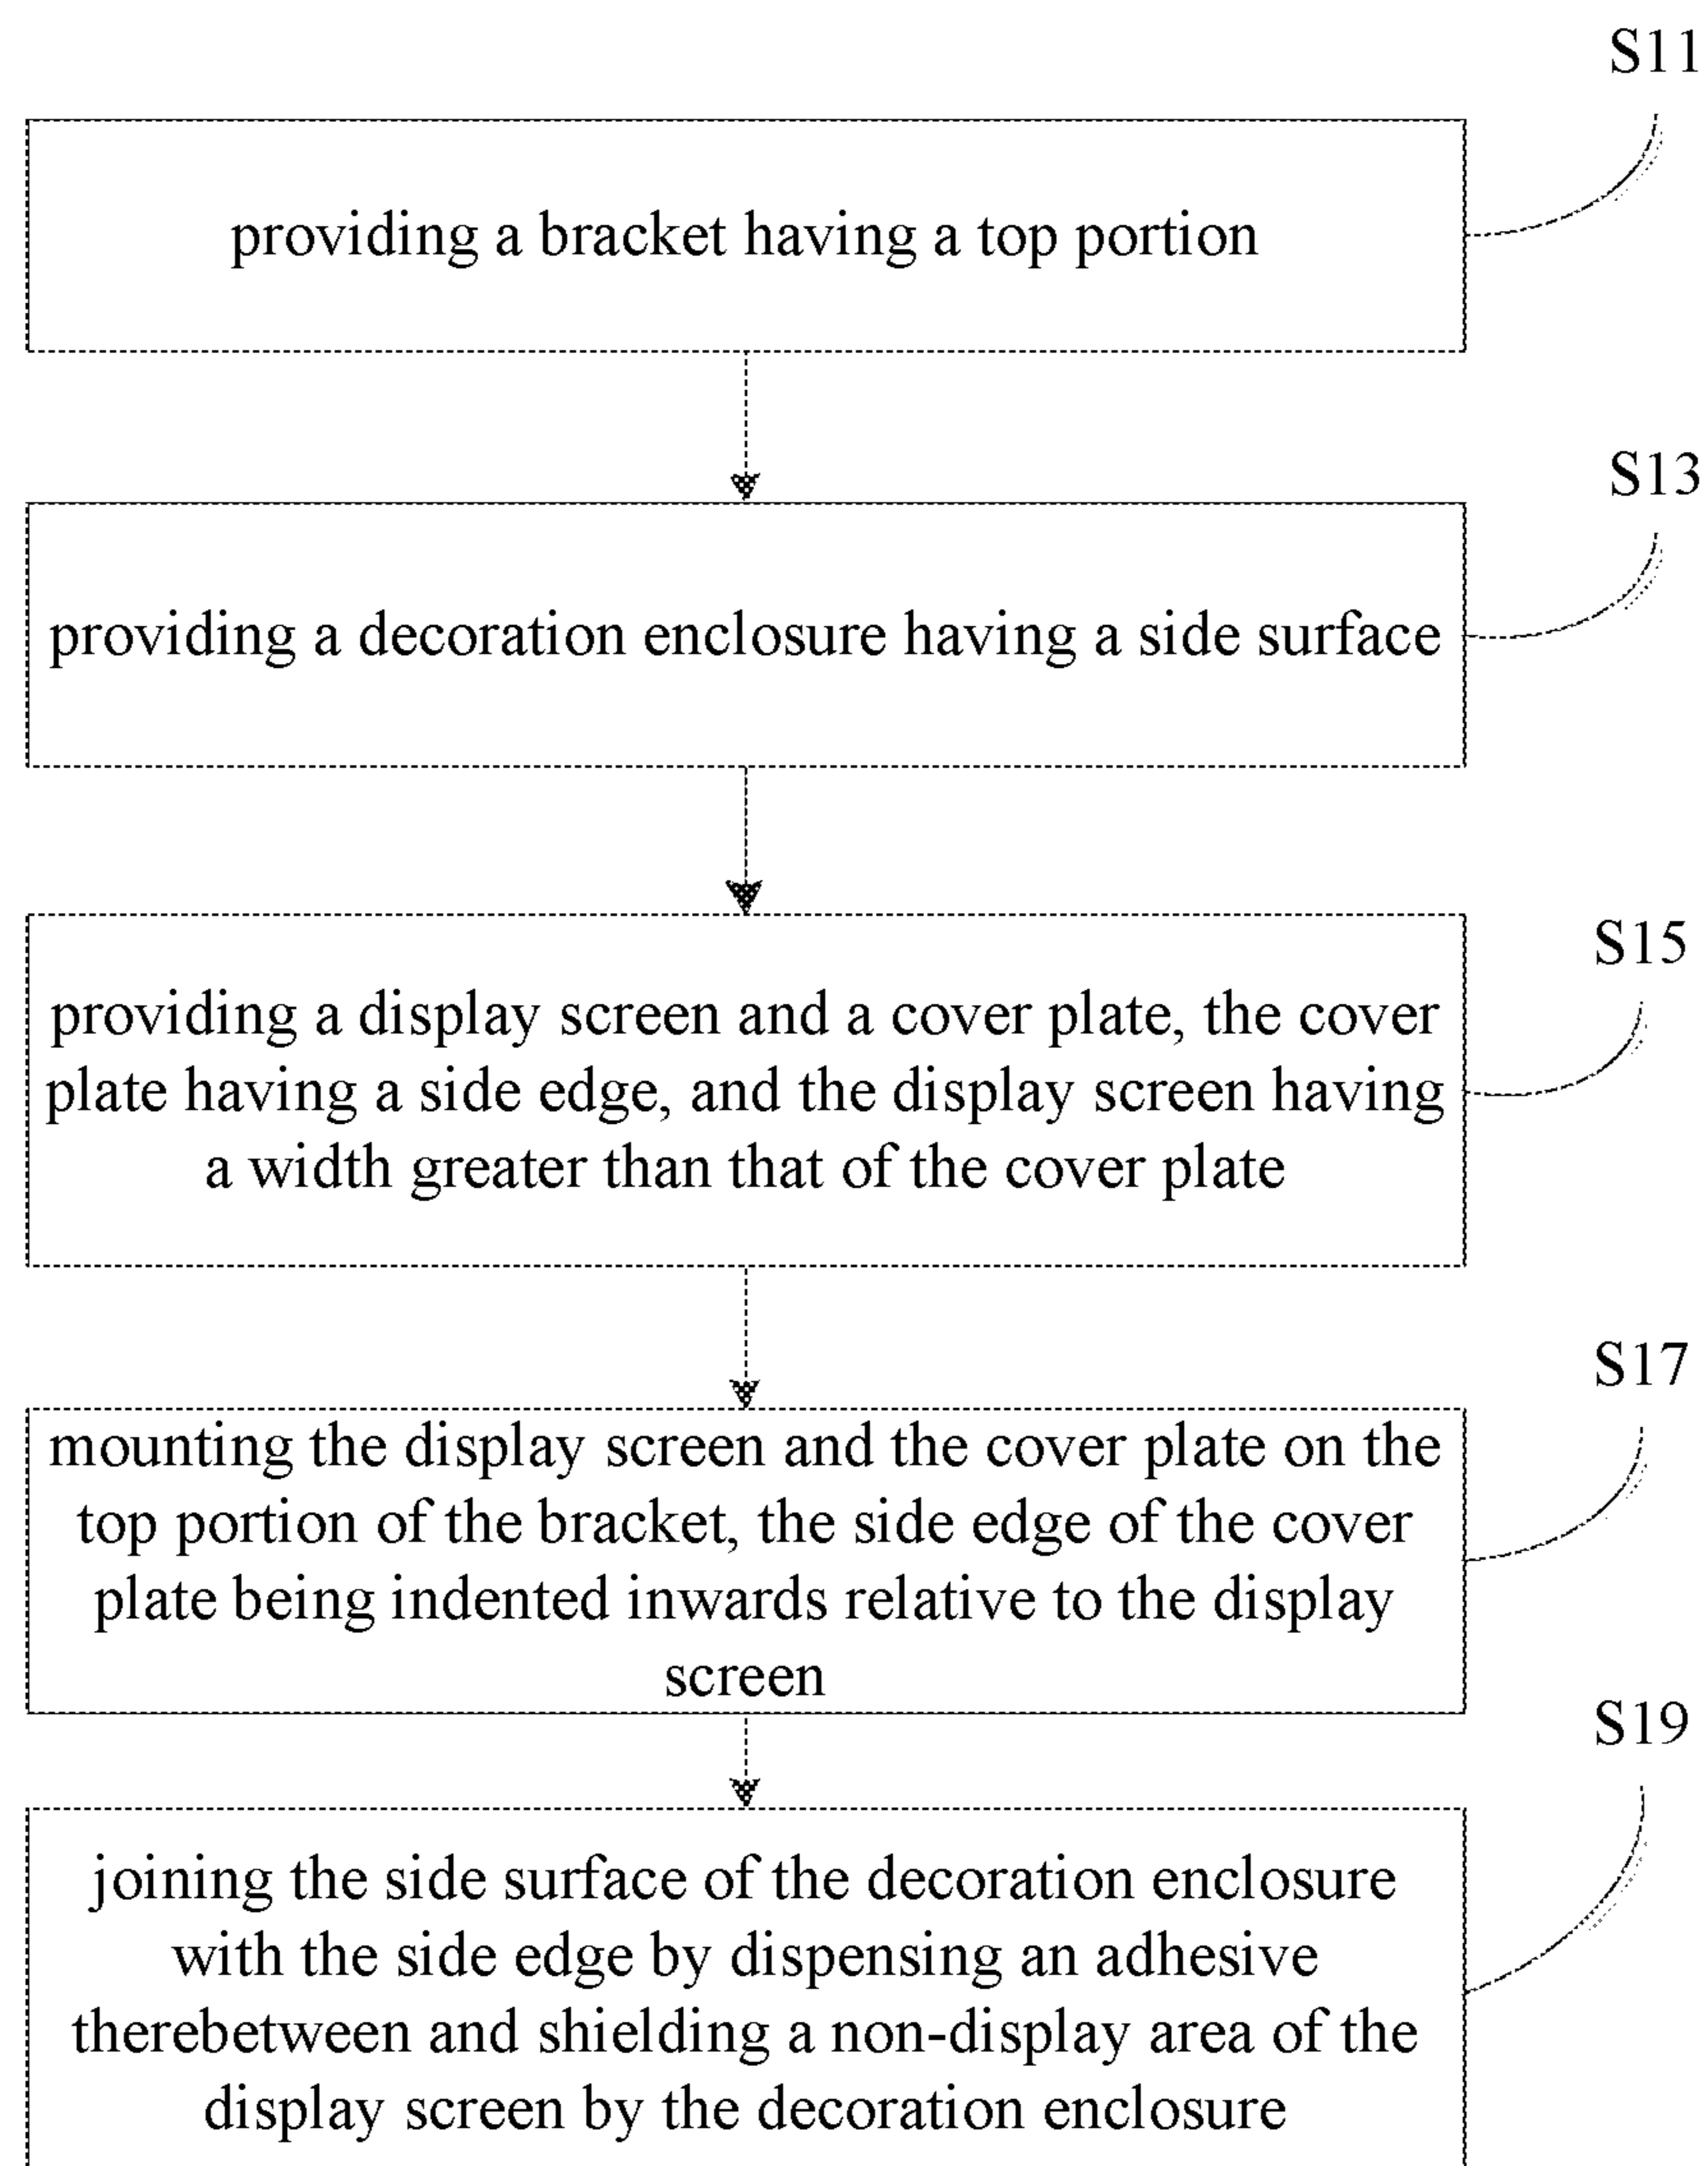 S11
providing a bracket having a top portion
S13
providing a decoration enclosure having a side surface
S15
providing a display screen and a cover plate, the cover
plate having a side edge, and the display screen having
a width greater than that of the cover plate
S17
mounting the display screen and the cover plate on the
top portion of the bracket, the side edge of the cover
plate being indented inwards relative to the display
screen
S19
joining the side surface of the decoration enclosure
with the side edge by dispensing an adhesive
therebetween and shielding a non-display area of the
display screen by the decoration enclosure